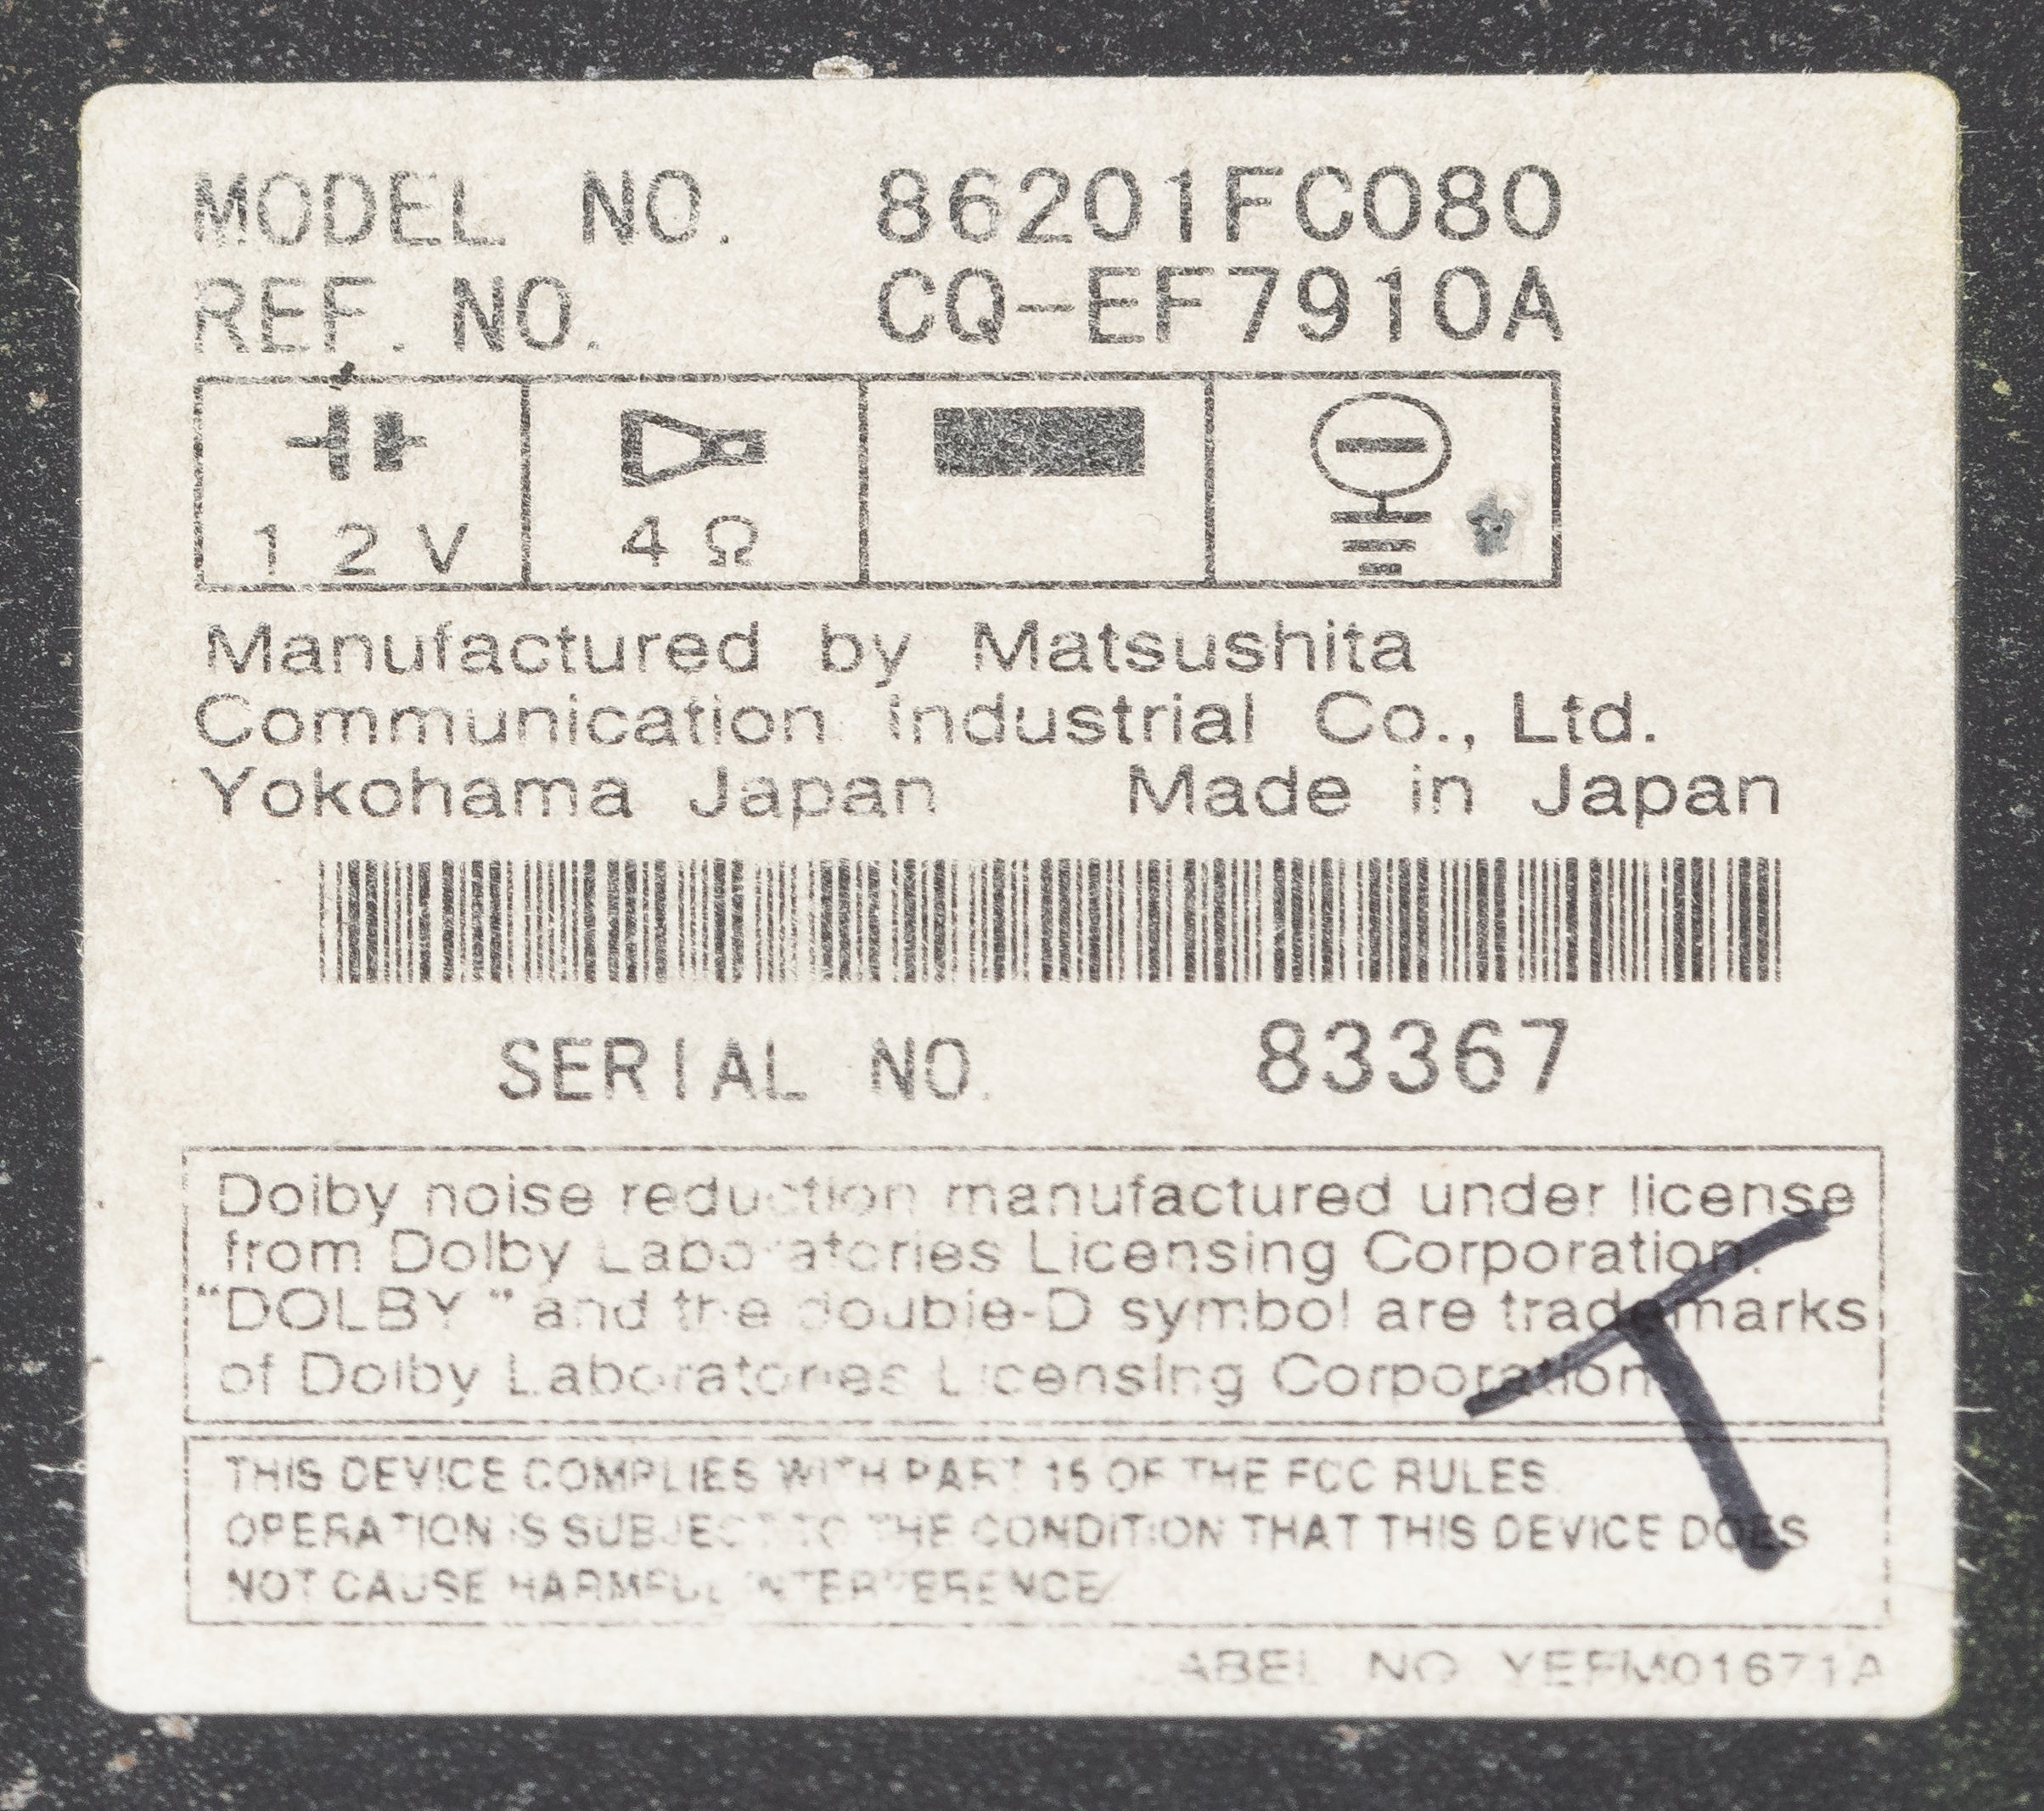 MODEL NO. 86201FC080
REF. NO. CQ-EF7910A
12V 4Ω
Manufactured by Matsushita
Communication Industrial Co., Ltd.
Yokohama Japan Made in Japan
SERIAL NO. 83367
Dolby noise reduction manufactured under license
from Dolby Laboratories Licensing Corporation.
“DOLBY” and the double-D symbol are trademarks
of Dolby Laboratories Licensing Corporation.
THIS DEVICE COMPLIES WITH PART 15 OF THE FCC RULES.
OPERATION IS SUBJECT TO THE CONDITION THAT THIS DEVICE DOES
NOT CAUSE HARMFUL INTERFERENCE.
LABEL NO YEFM01671A
T